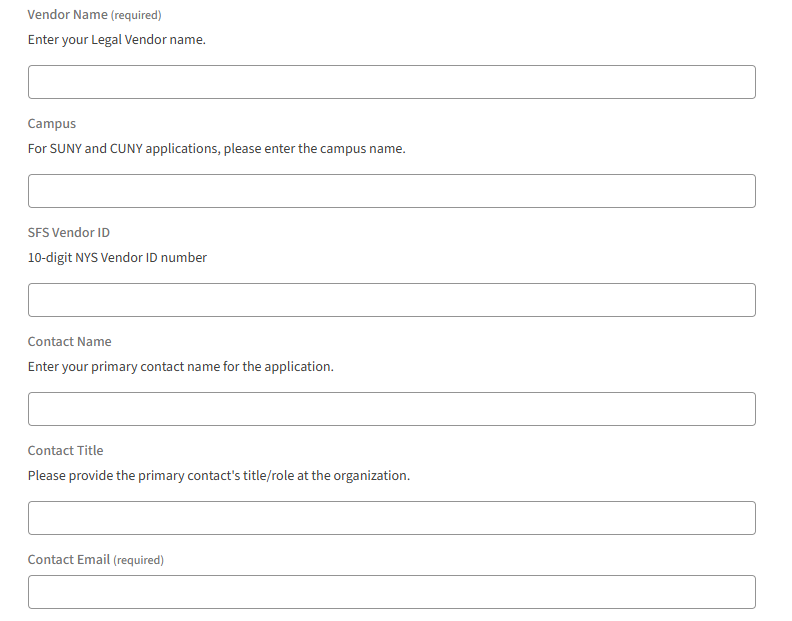 Vendor Name (required)
Enter your Legal Vendor name.
Campus
For SUNY and CUNY applications, please enter the campus name.
SFS Vendor ID
10-digit NYS Vendor ID number
Contact Name
Enter your primary contact name for the application.
Contact Title
Please provide the primary contact's title/role at the organization.
Contact Email (required)